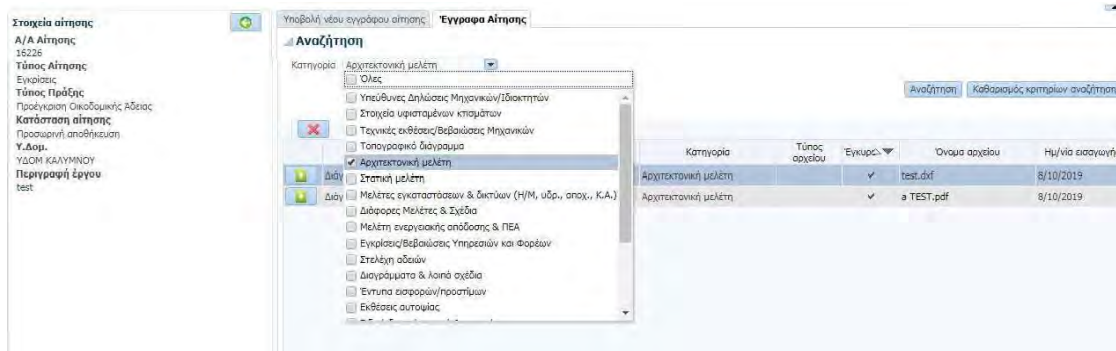 Στοιχεία αίτησης
Α/Α Αίτησης
16226
Τύπος Αίτησης
Εγκρίσεις
Τύπος Πράξης
Προέγκριση Οικοδομικής Άδειας
Κατάσταση αίτησης
Προσωρινή αποθήκευση
Υ.Δομ.
ΥΔΟΜ ΚΑΛΥΜΝΟΥ
Περιγραφή έργου
test
Υποβολή νέου εγγράφου αίτησης Έγγραφα Αίτησης
Αναζήτηση
Κατηγορία Αρχιτεκτονική μελέτη
Όλες
Υπεύθυνες Δηλώσεις Μηχανικών/Ιδιοκτητών
Στοιχεία υφισταμένων κτισμάτων
Τεχνικές εκθέσεις/Βεβαιώσεις Μηχανικών
Τοπογραφικό διάγραμμα
Αρχιτεκτονική μελέτη
Στατική μελέτη
Μελέτες εγκαταστάσεων & δικτύων (Η/Μ, υδρ., αποχ., Κ.Α.)
Διάφορες Μελέτες & Σχέδια
Μελέτη ενεργειακής απόδοσης & ΠΕΑ
Εγκρίσεις/Βεβαιώσεις Υπηρεσιών και Φορέων
Στελέχη αδειών
Διαγράμματα & λοιπά σχέδια
Έντυπα εισφορών/προστίμων
Εκθέσεις αυτοψίας
Αναζήτηση Καθαρισμός κριτηρίων αναζήτηση
Κατηγορία Τύπος αρχείου Έγκυρο Όνομα αρχείου Ημ/νία εισαγωγή
Διάγ Αρχιτεκτονική μελέτη test.dxf 8/10/2019
Διάγ Αρχιτεκτονική μελέτη a TEST.pdf 8/10/2019